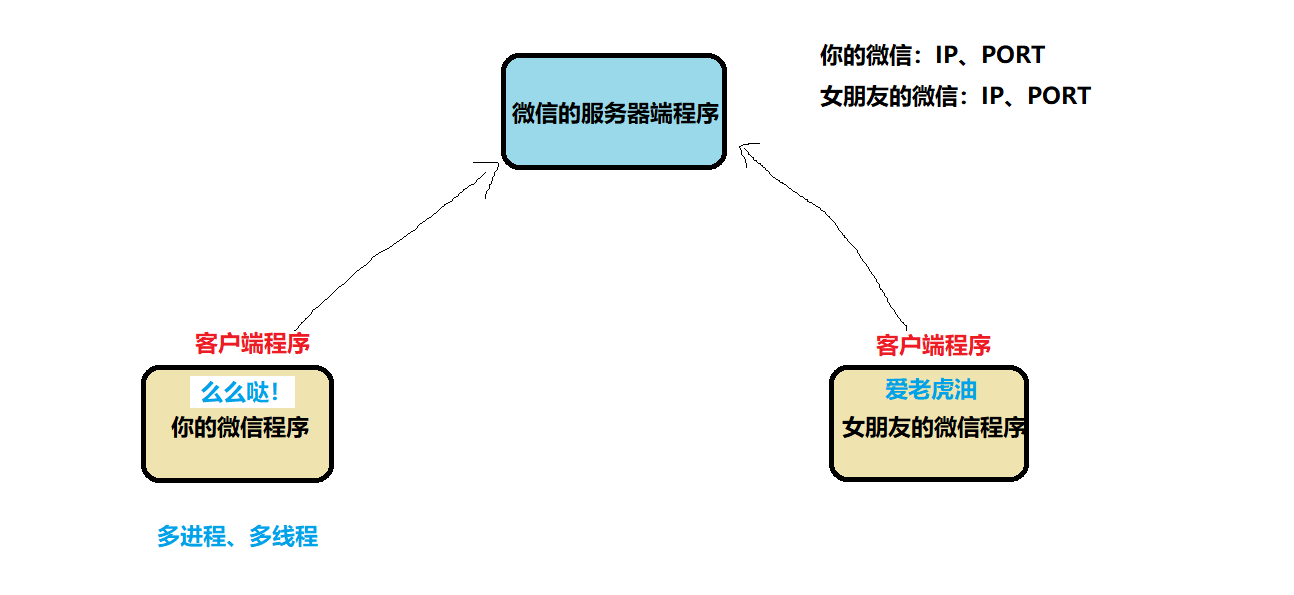 你的微信：IP、PORT
女朋友的微信：IP、PORT
微信的服务器端程序
客户端程序
么么哒！
你的微信程序
多进程、多线程
客户端程序
爱老虎油
女朋友的微信程序